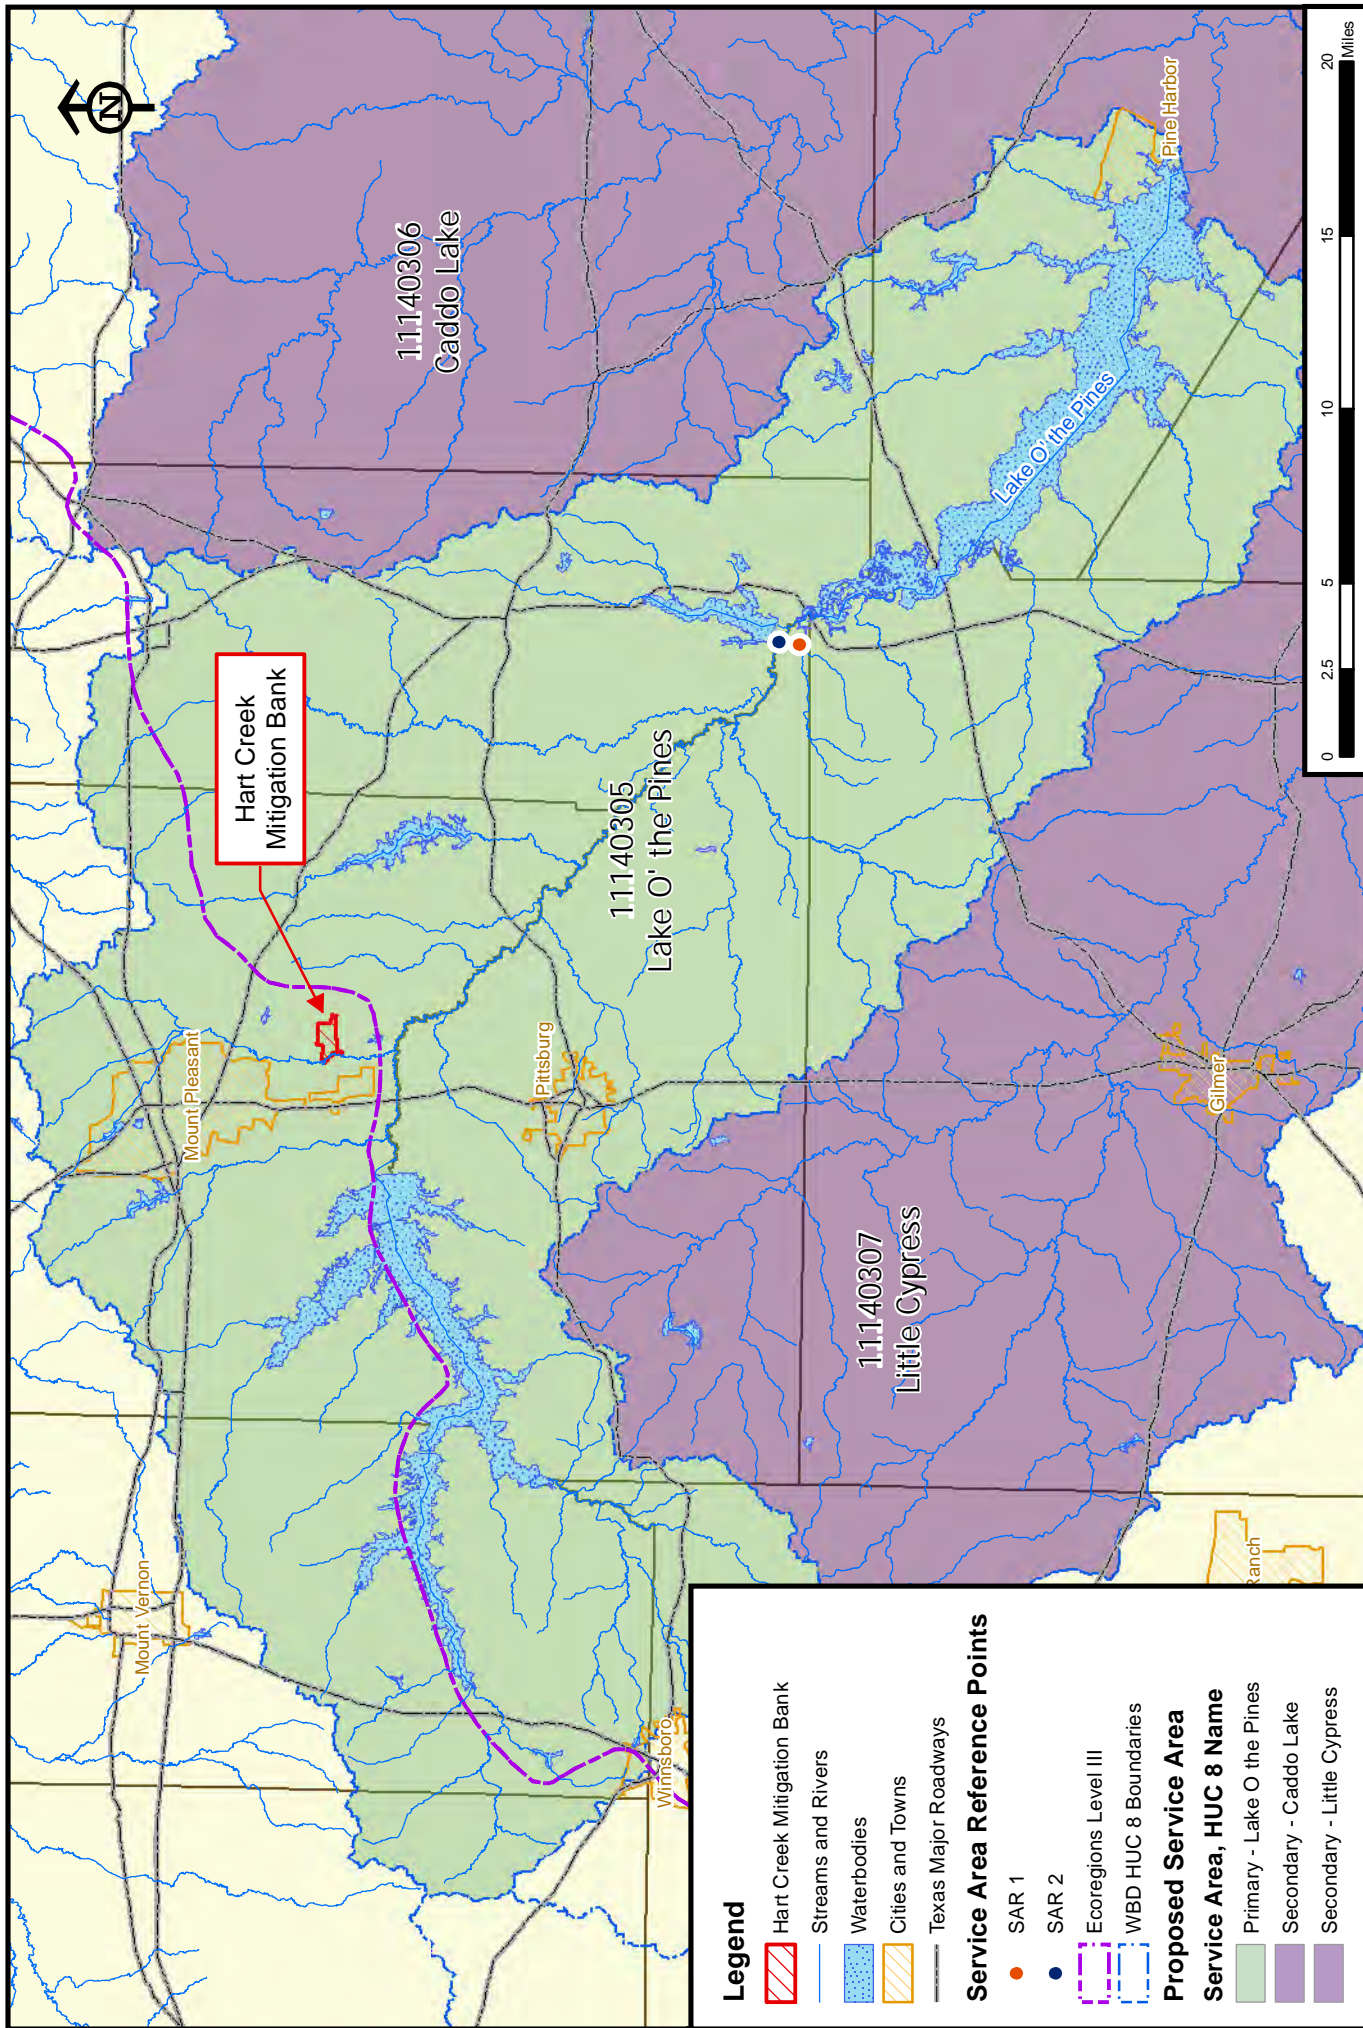 N
Mount Vernon
Mount Pleasant
Hart Creek
Mitigation Bank
11140306
Caddo Lake
Winnsboro
Pittsburg
11140305
Lake O' the Pines
Lake O' the Pines
Pine Harbor
11140307
Little Cypress
Gilmer
Ranch
Legend
Hart Creek Mitigation Bank
Streams and Rivers
Waterbodies
Cities and Towns
Texas Major Roadways
Service Area Reference Points
SAR 1
SAR 2
Ecoregions Level IIII
WBD HUC 8 Boundaries
Proposed Service Area
Service Area, HUC 8 Name
Primary - Lake O the Pines
Secondary - Caddo Lake
Secondary - Little Cypress
0 2.5 5 10 15 20
Miles